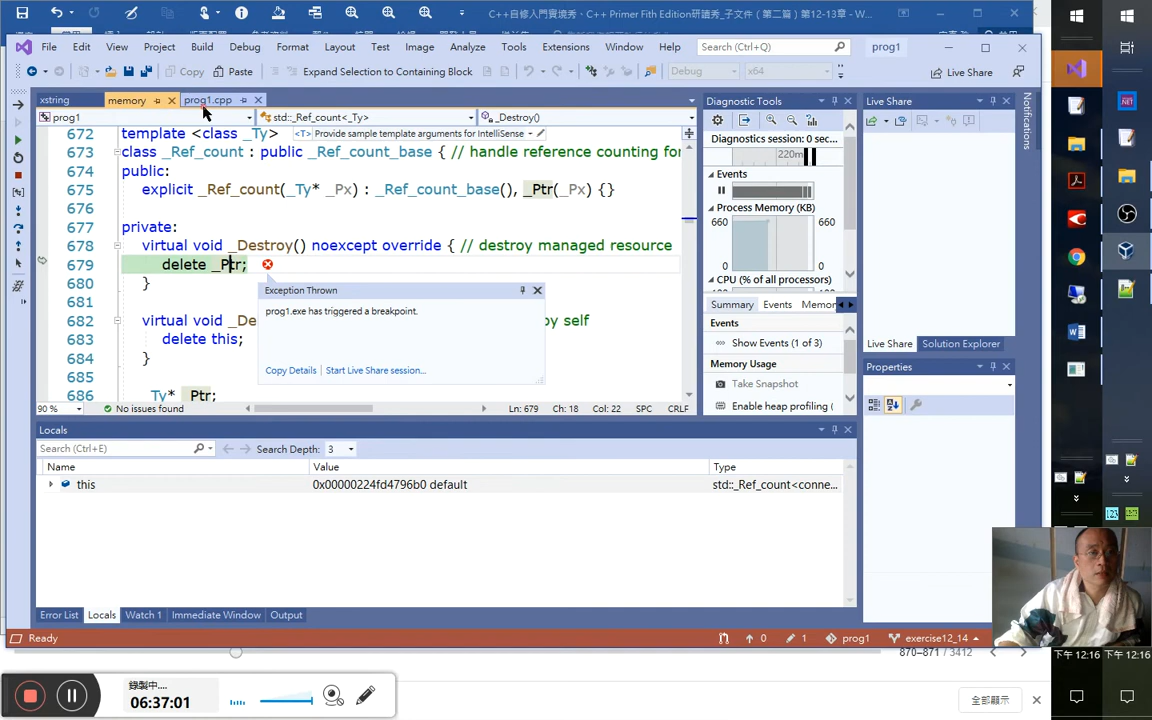 C++自修入門實境秀、C++ Primer Fifth Edition研讀秀_子文件（第二篇）第12-13章 - W...
File Edit View Project Build Debug Format Layout Test Image Analyze Tools Extensions Window Help Search (Ctrl+Q) prog1
Copy Paste Expand Selection to Containing Block Debug x64 Live Share
xstring memory prog1.cpp
prog1 std::_Ref_count<_Ty> _Destroy()
672 template <class _Ty> <T> Provide sample template arguments for IntelliSense
673 class _Ref_count : public _Ref_count_base { // handle reference counting for
674 public:
675 explicit _Ref_count(_Ty* _Px) : _Ref_count_base(), _Ptr(_Px) {}
676
677 private:
678 virtual void _Destroy() noexcept override { // destroy managed resource
679 delete _Ptr;
680 }
681
682 virtual void _De by self
683 delete this;
684 }
685
686 _Ty* _Ptr;
Exception Thrown
prog1.exe has triggered a breakpoint.
Copy Details Start Live Share session...
90 % No issues found Ln: 679 Ch: 18 Col: 22 SPC CRLF
Diagnostic Tools
Diagnostics session: 0 sec...
220m
Events
Process Memory (KB)
660 660
0 0
CPU (% of all processors)
Summary Events Memor
Events
Show Events (1 of 3)
Memory Usage
Take Snapshot
Enable heap profiling (
Live Share
Live Share Solution Explorer
Properties
Notifications
Locals
Search (Ctrl+E) Search Depth: 3
Name Value Type
this 0x00000224fd4796b0 default std::_Ref_count<conne...
Error List Locals Watch 1 Immediate Window Output
Ready 0 1 prog1 exercise12_14
870–871 / 3412
錄製中....
06:37:01
全部顯示
下午 12:16 下午 12:16